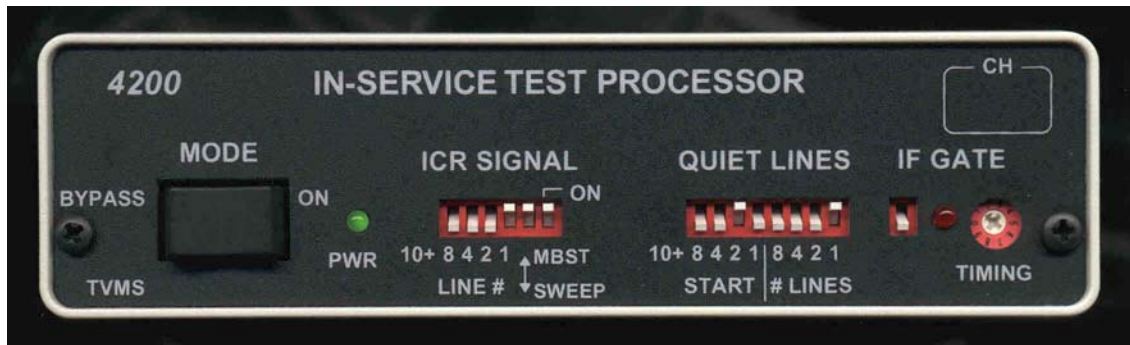 4200 IN-SERVICE TEST PROCESSOR
CH
MODE
ICR SIGNAL
QUIET LINES
IF GATE
BYPASS
ON
ON
PWR
10+ 8 4 2 1
MBST
LINE #
SWEEP
10+ 8 4 2 1 8 4 2 1
START # LINES
TIMING
TVMS